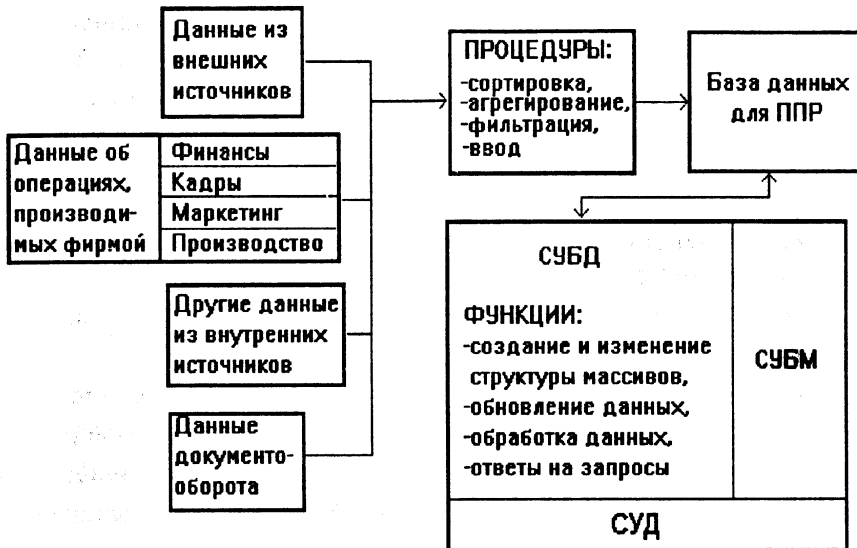 Данные из
внешних
источников
Данные об
операциях,
производи-
мых фирмой
Финансы
Кадры
Маркетинг
Производство
Другие данные
из внутренних
источников
Данные
документо-
оборота
ПРОЦЕДУРЫ:
-сортировка,
-агрегирование,
-фильтрация,
-ввод
База данных
для ППР
СУБД
ФУНКЦИИ:
-создание и изменение
структуры массивов,
-обновление данных,
-обработка данных,
-ответы на запросы
СУБМ
СУД